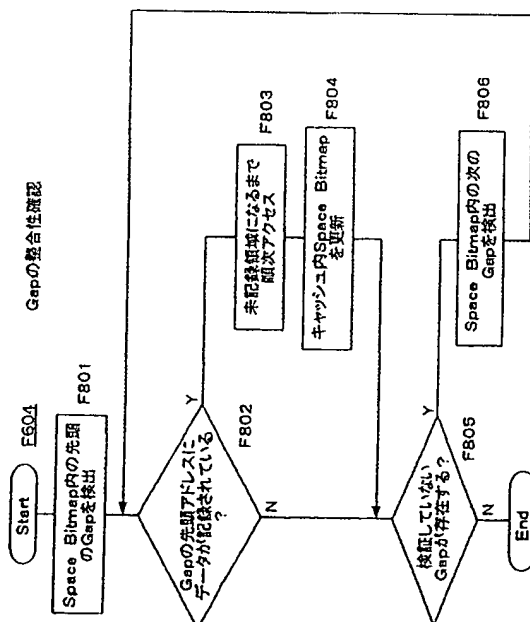 Gapの整合性確認
Start
F604
F801
Space Bitmap内の先頭
のGapを検出
Gapの先頭アドレスに
データが記録されている
?
F802
Y
N
F803
未記録領域になるまで
順次アクセス
F804
キャッシュ内Space Bitmap
を更新
検証していない
Gapが存在する?
F805
Y
N
F806
Space Bitmap内の次の
Gapを検出
End